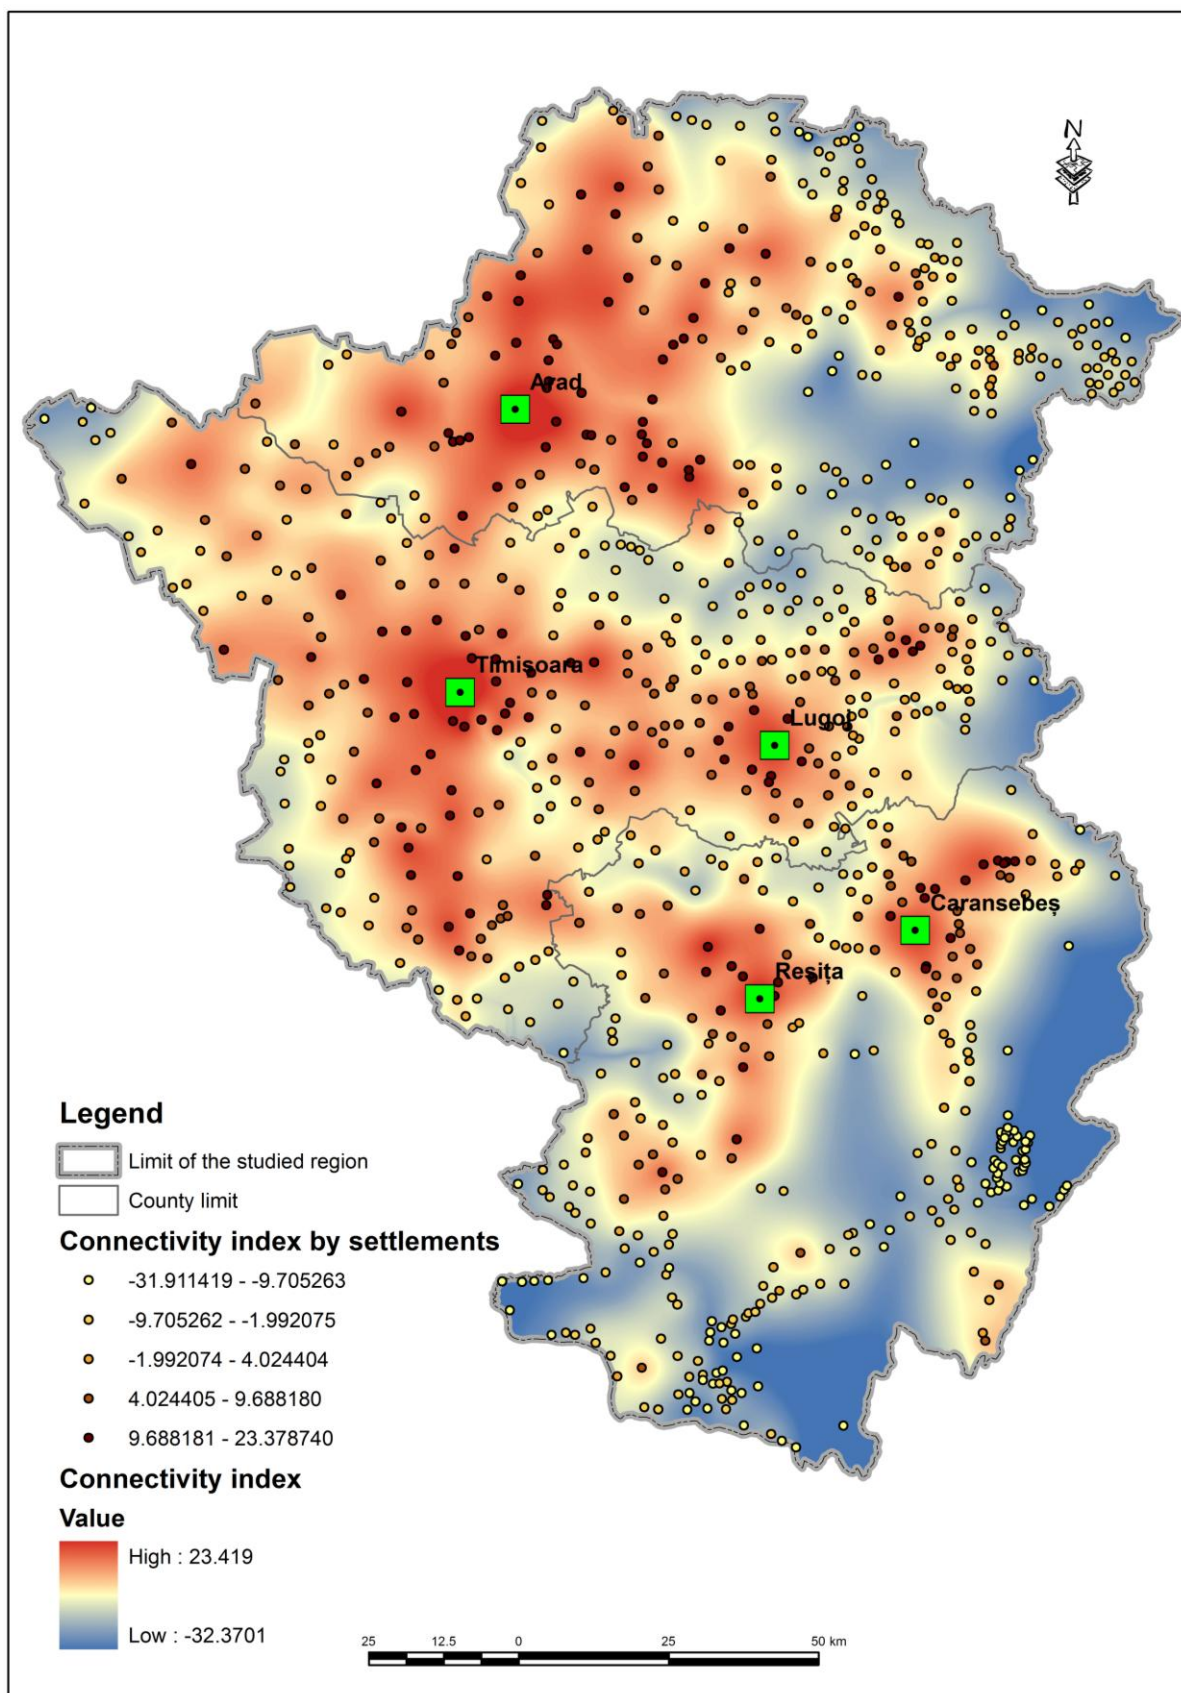 N
Arad
Timișoara
Lugoj
Caransebeș
Reșița
Legend
Limit of the studied region
County limit
Connectivity index by settlements
-31.911419 - -9.705263
-9.705262 - -1.992075
-1.992074 - 4.024404
4.024405 - 9.688180
9.688181 - 23.378740
Connectivity index
Value
High : 23.419
Low : -32.3701
25 12.5 0 25 50 km